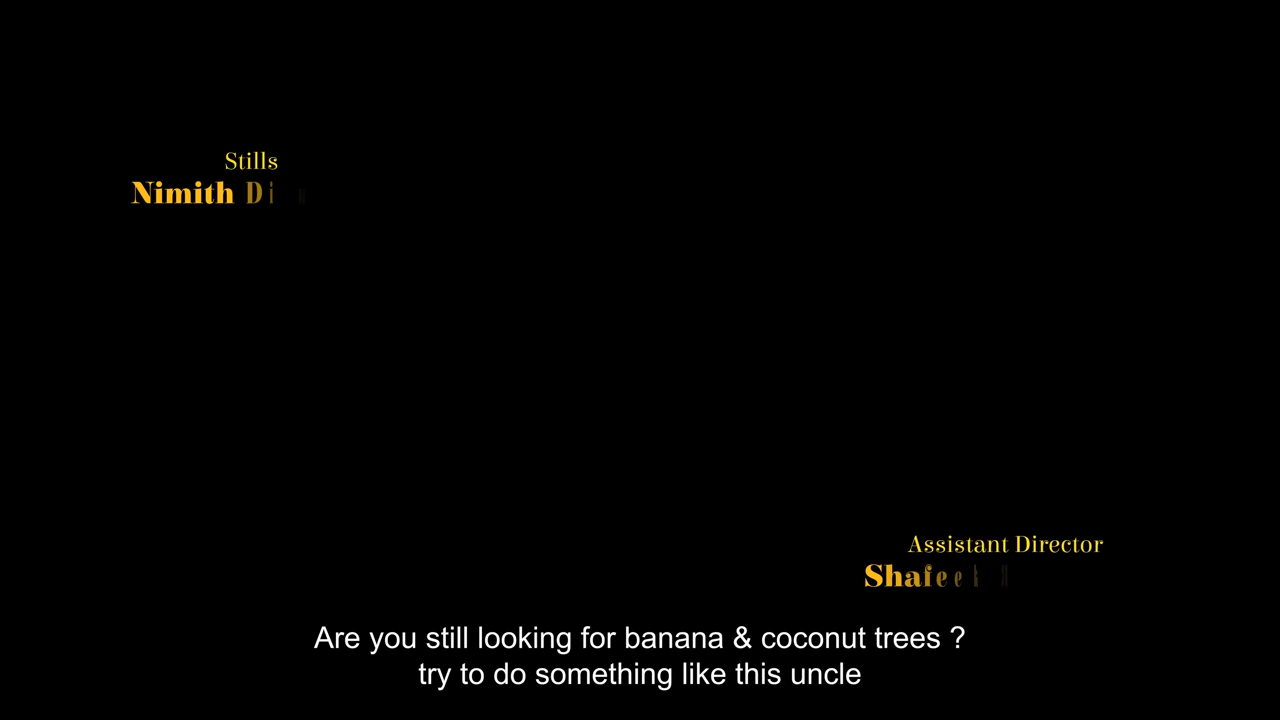 Stills
Nimith
Assistant Director
Are you still looking for banana & coconut trees ?
try to do something like this uncle